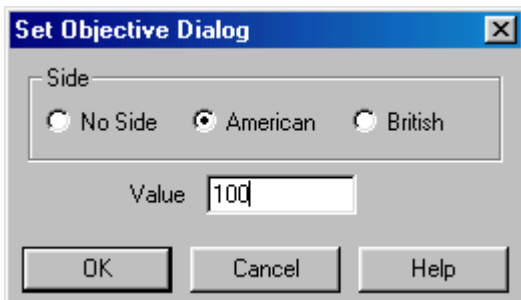 Set Objective Dialog
Side
No Side American British
Value 100
OK Cancel Help